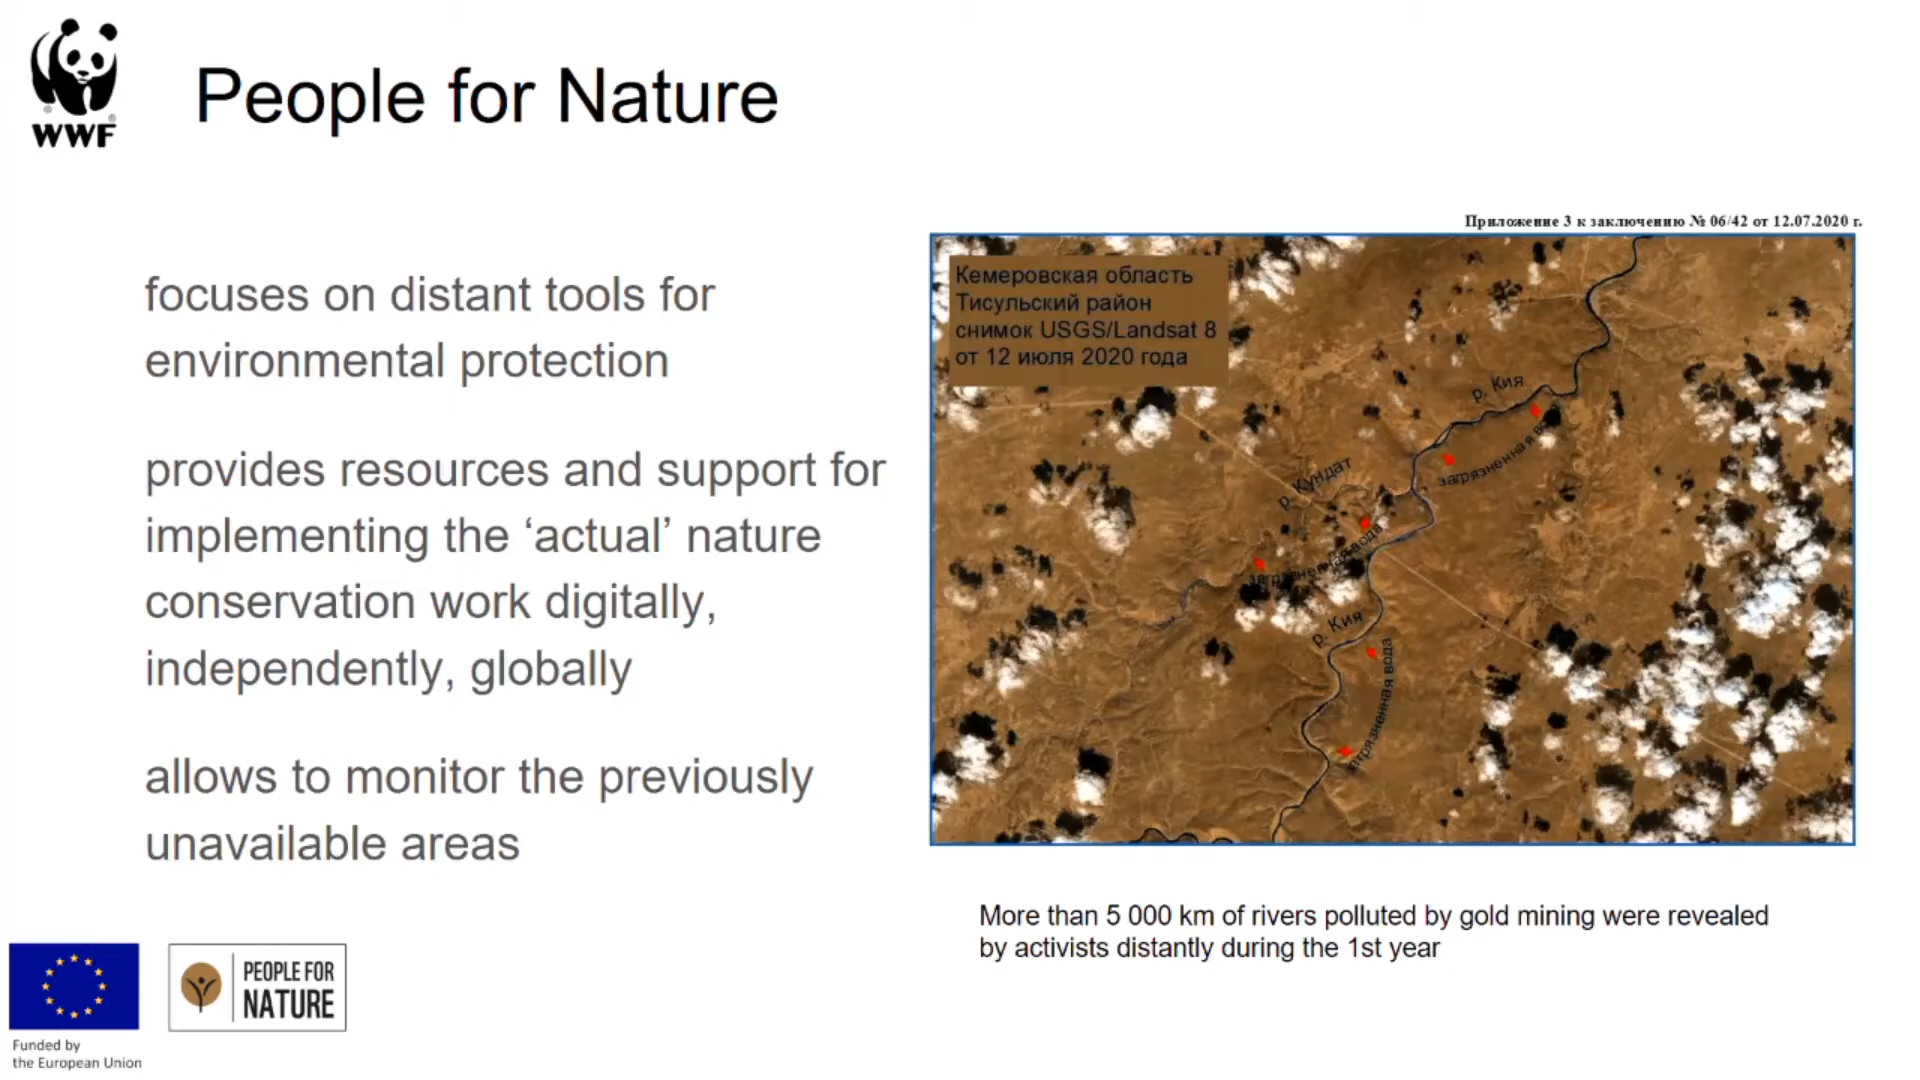 WWF
People for Nature
focuses on distant tools for
environmental protection
provides resources and support for
implementing the ‘actual’ nature
conservation work digitally,
independently, globally
allows to monitor the previously
unavailable areas
Приложение 3 к заключению № 06/42 от 12.07.2020 г.
Кемеровская область
Тисульский район
снимок USGS/Landsat 8
от 12 июля 2020 года
р. Кия
загрязненная
р. Кундат
загрязненная вода
р. Кия
загрязненная вода
More than 5 000 km of rivers polluted by gold mining were revealed
by activists distantly during the 1st year
Funded by
the European Union
PEOPLE FOR
NATURE